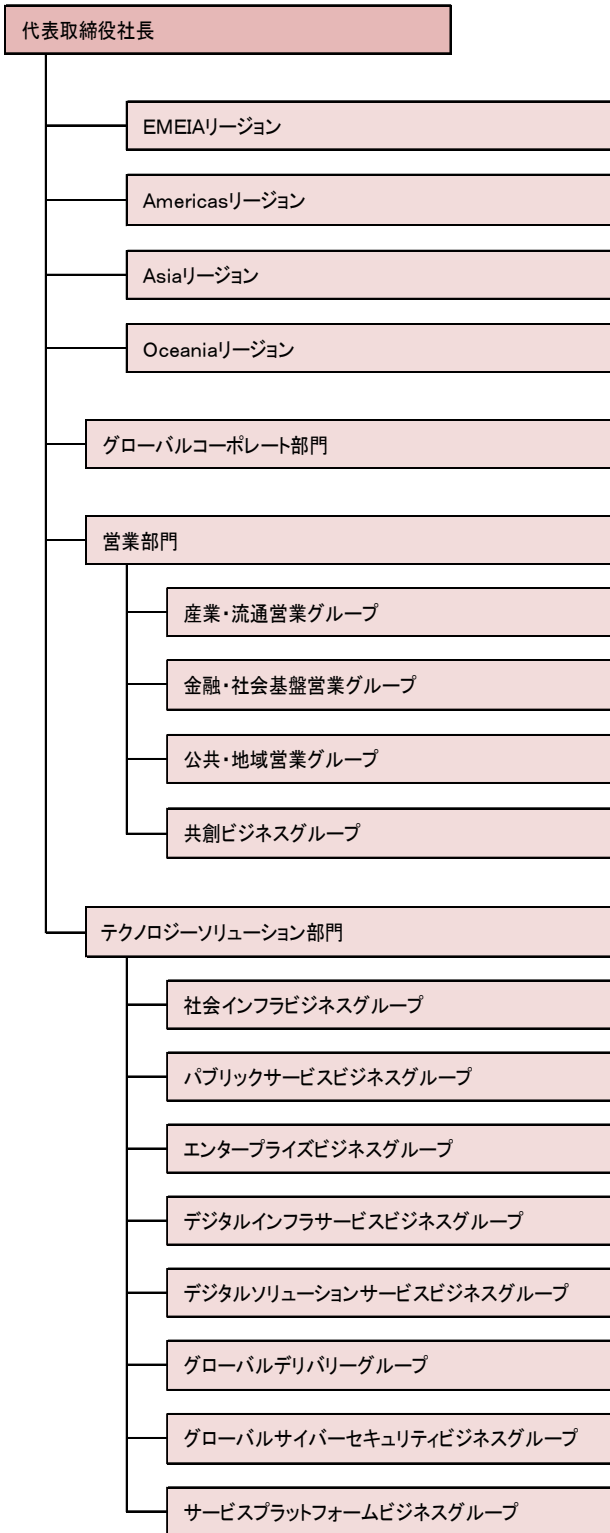 代表取締役社長
EMEIAリージョン
Americasリージョン
Asiaリージョン
Oceaniaリージョン
グローバルコーポレート部門
営業部門
産業・流通営業グループ
金融・社会基盤営業グループ
公共・地域営業グループ
共創ビジネスグループ
テクノロジーソリューション部門
社会インフラビジネスグループ
パブリックサービスビジネスグループ
エンタープライズビジネスグループ
デジタルインフラサービスビジネスグループ
デジタルソリューションサービスビジネスグループ
グローバルデリバリーグループ
グローバルサイバーセキュリティビジネスグループ
サービスプラットフォームビジネスグループ